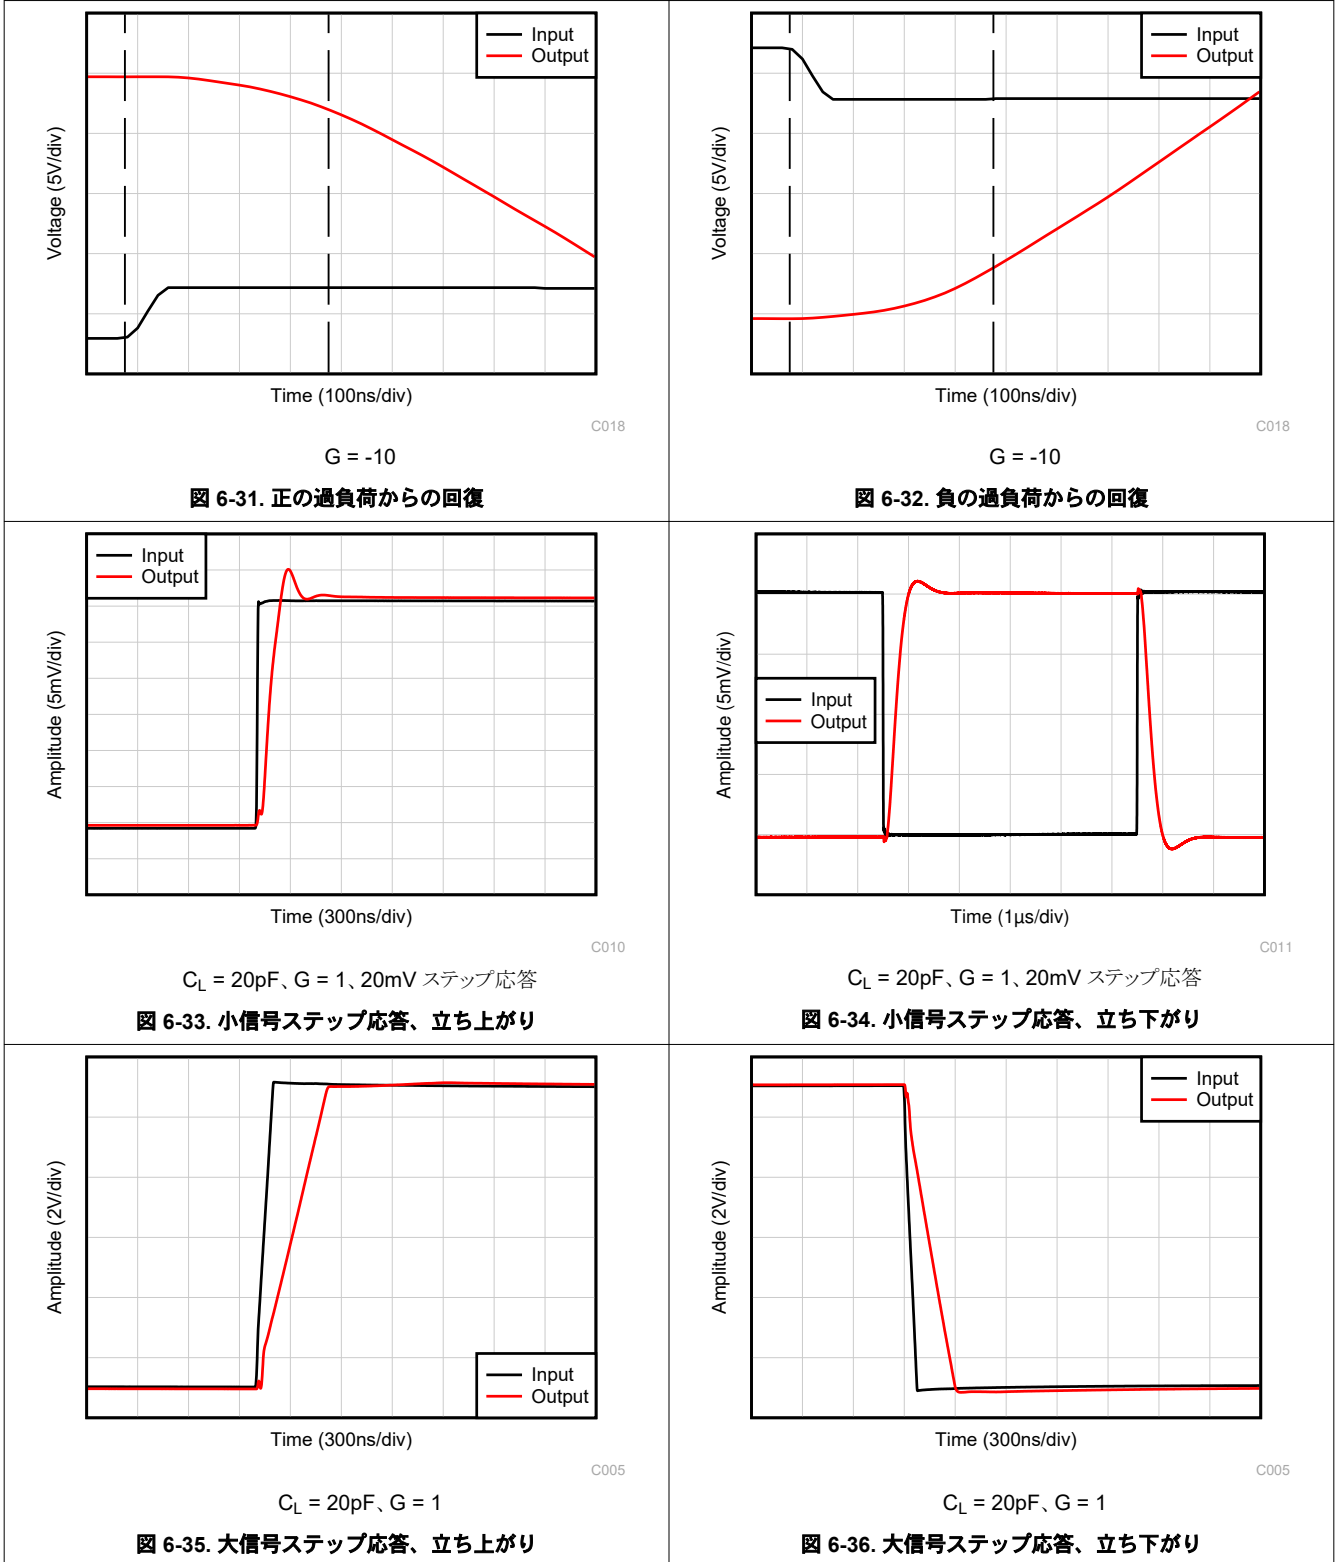 Input
Output
Voltage (5V/div)
Time (100ns/div)
C018
G = -10
図 6-31. 正の過負荷からの回復
Input
Output
Voltage (5V/div)
Time (100ns/div)
C018
G = -10
図 6-32. 負の過負荷からの回復
Input
Output
Amplitude (5mV/div)
Time (300ns/div)
C010
CL = 20pF、G = 1、20mV ステップ応答
図 6-33. 小信号ステップ応答、立ち上がり
Input
Output
Amplitude (5mV/div)
Time (1µs/div)
C011
CL = 20pF、G = 1、20mV ステップ応答
図 6-34. 小信号ステップ応答、立ち下がり
Input
Output
Amplitude (2V/div)
Time (300ns/div)
C005
CL = 20pF、G = 1
図 6-35. 大信号ステップ応答、立ち上がり
Input
Output
Amplitude (2V/div)
Time (300ns/div)
C005
CL = 20pF、G = 1
図 6-36. 大信号ステップ応答、立ち下がり